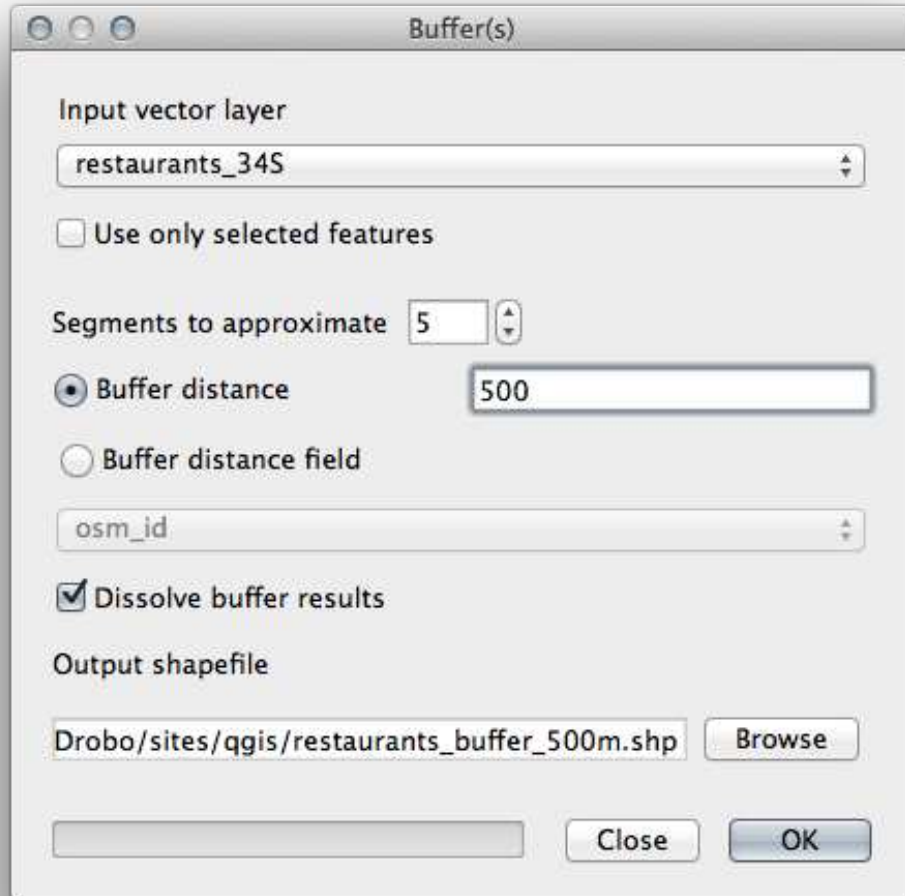 Buffer(s)
Input vector layer
restaurants_34S
Use only selected features
Segments to approximate 5
Buffer distance 500
Buffer distance field
osm_id
Dissolve buffer results
Output shapefile
Drobo/sites/qgis/restaurants_buffer_500m.shp Browse
Close OK